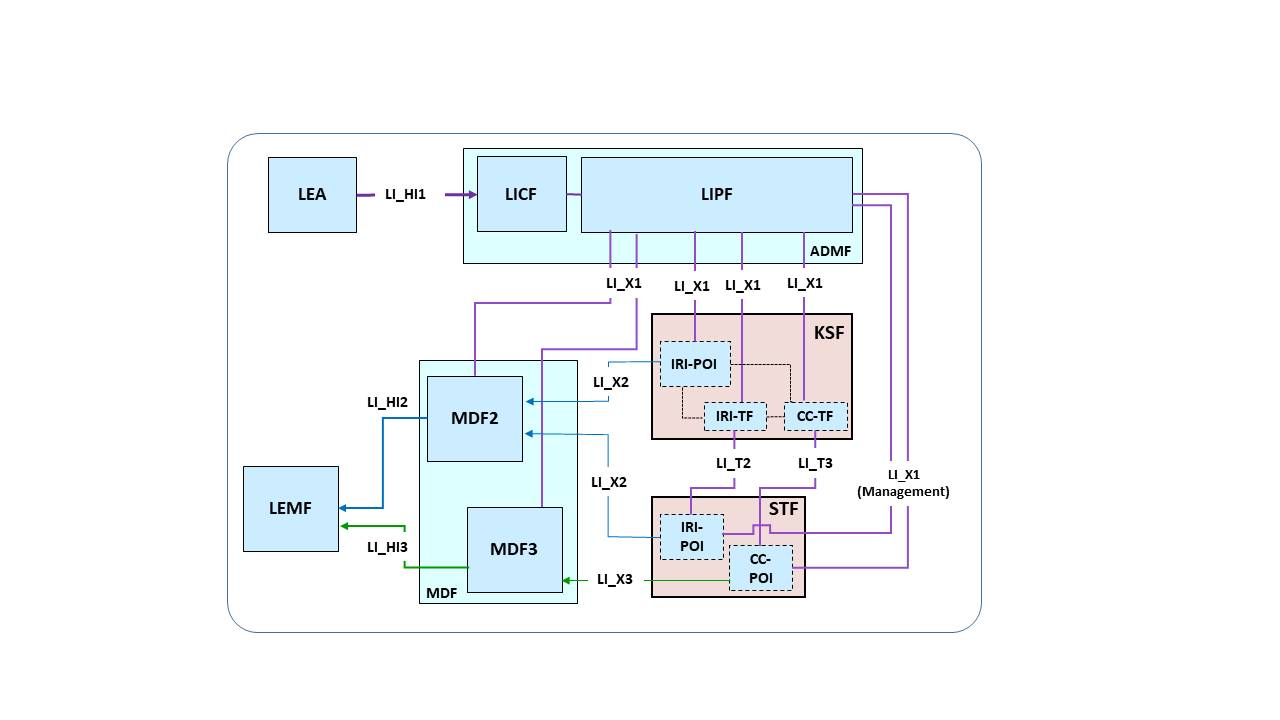 LEA
LI_HI1
LICF
LIPF
ADMF
LI_X1
LI_X1
LI_X1
LI_X1
KSF
IRI-POI
LI_X2
LI_HI2
MDF2
IRI-TF
CC-TF
LI_T2
LI_T3
LI_X2
LI_X1
(Management)
LEMF
STF
IRI-
POI
LI_HI3
MDF3
CC-
POI
LI_X3
MDF